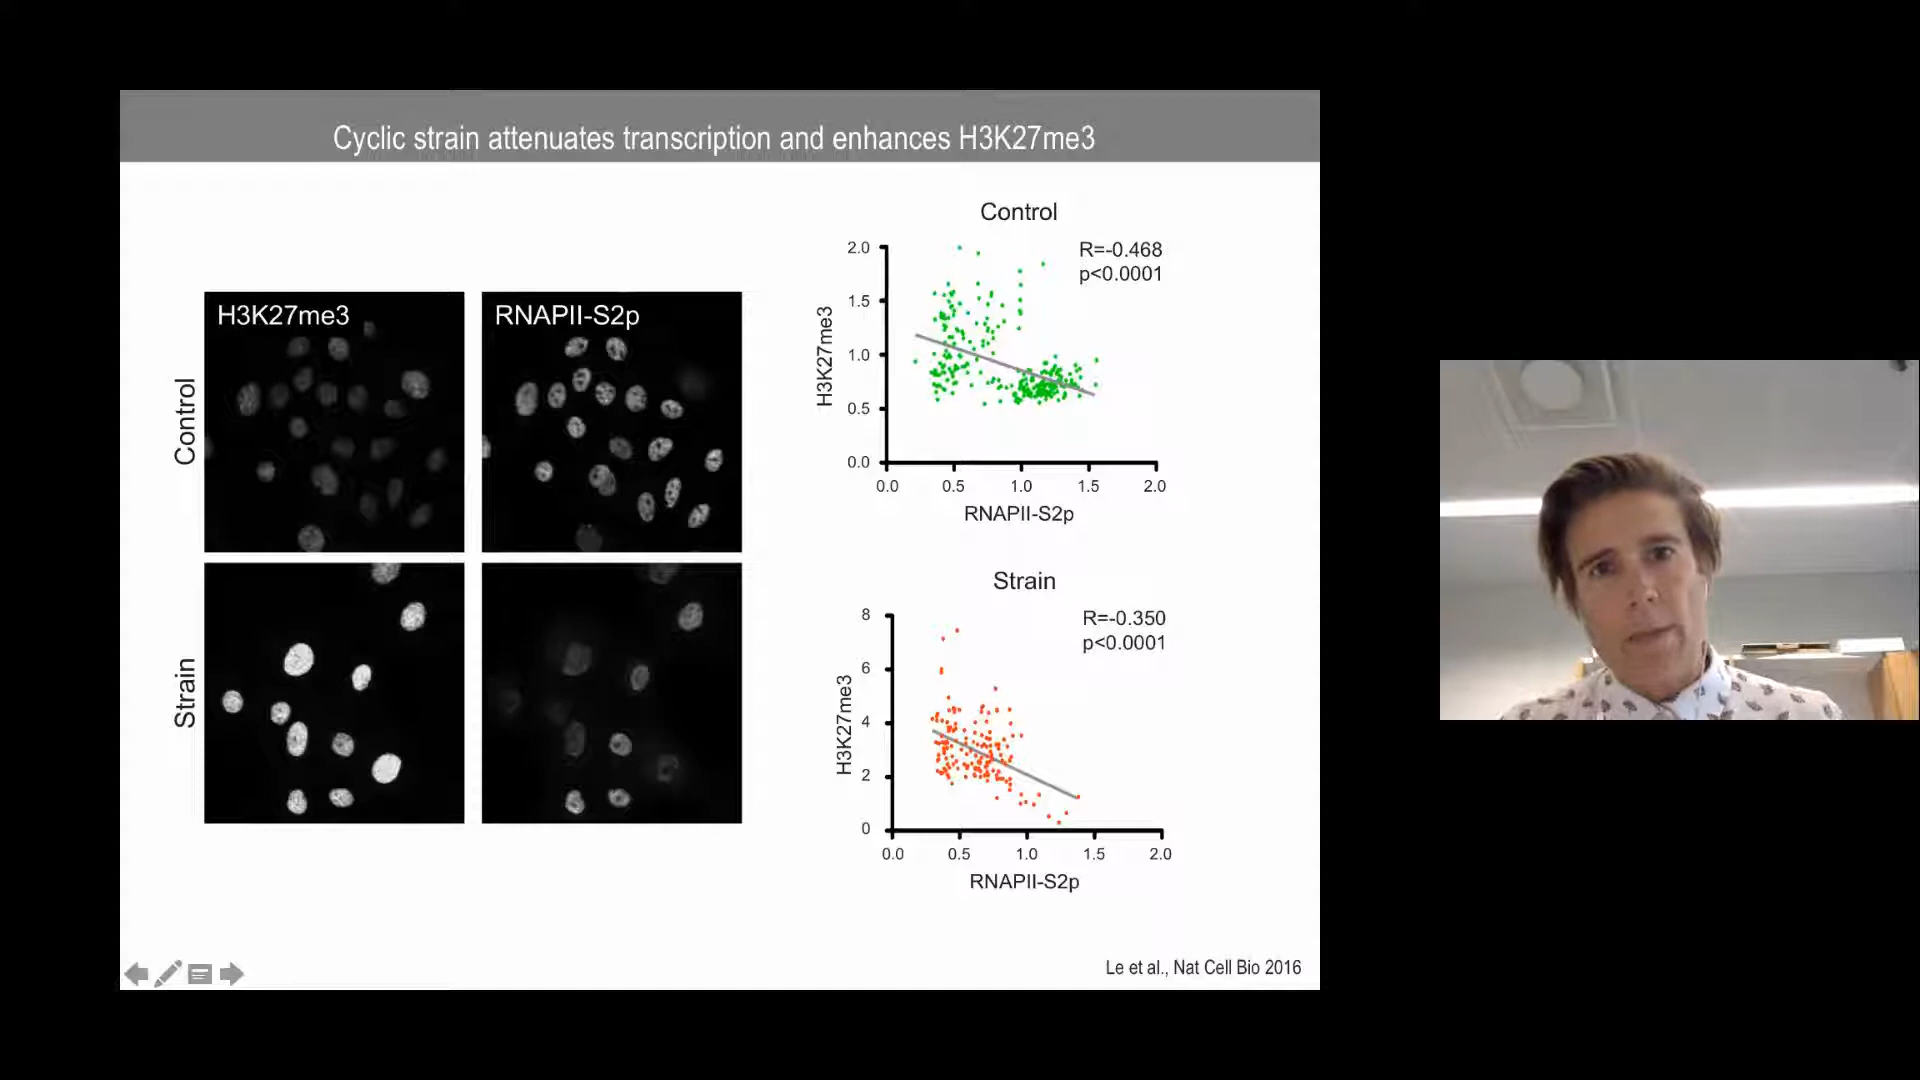 Cyclic strain attenuates transcription and enhances H3K27me3
H3K27me3
RNAPII-S2p
Control
Strain
Control
R=-0.468
p<0.0001
H3K27me3
2.0
1.5
1.0
0.5
0.0
0.0 0.5 1.0 1.5 2.0
RNAPII-S2p
Strain
R=-0.350
p<0.0001
H3K27me3
8
6
4
2
0
0.0 0.5 1.0 1.5 2.0
RNAPII-S2p
Le et al., Nat Cell Bio 2016